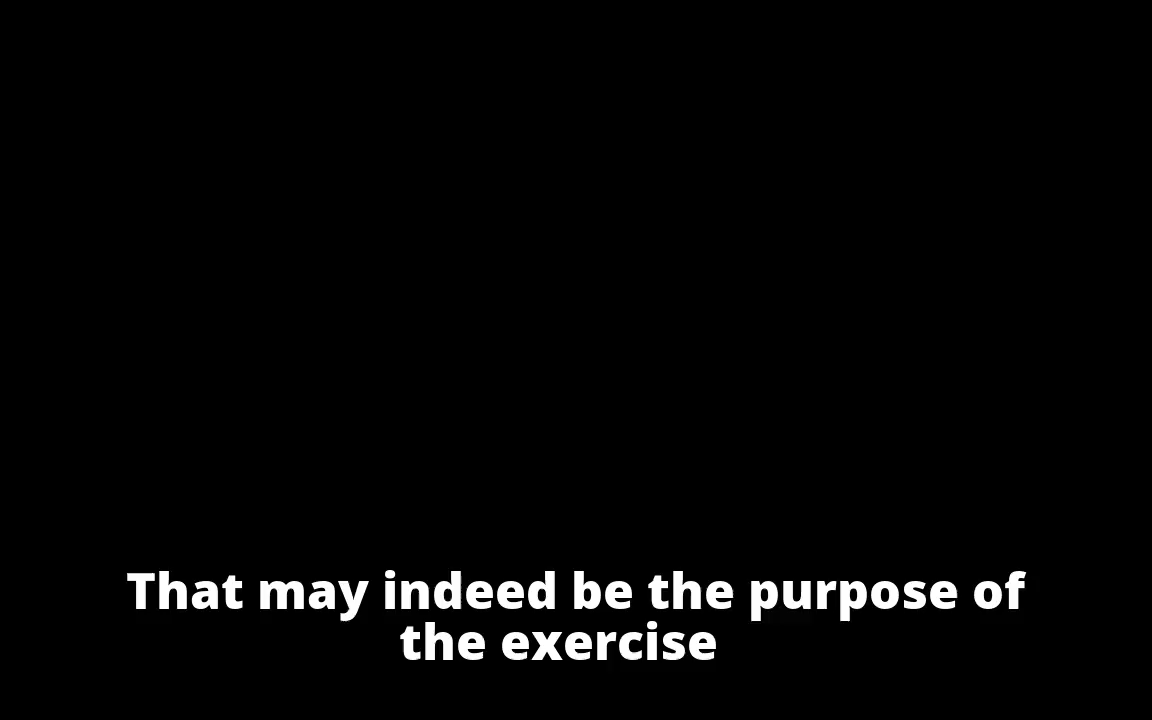 That may indeed be the purpose of
the exercise